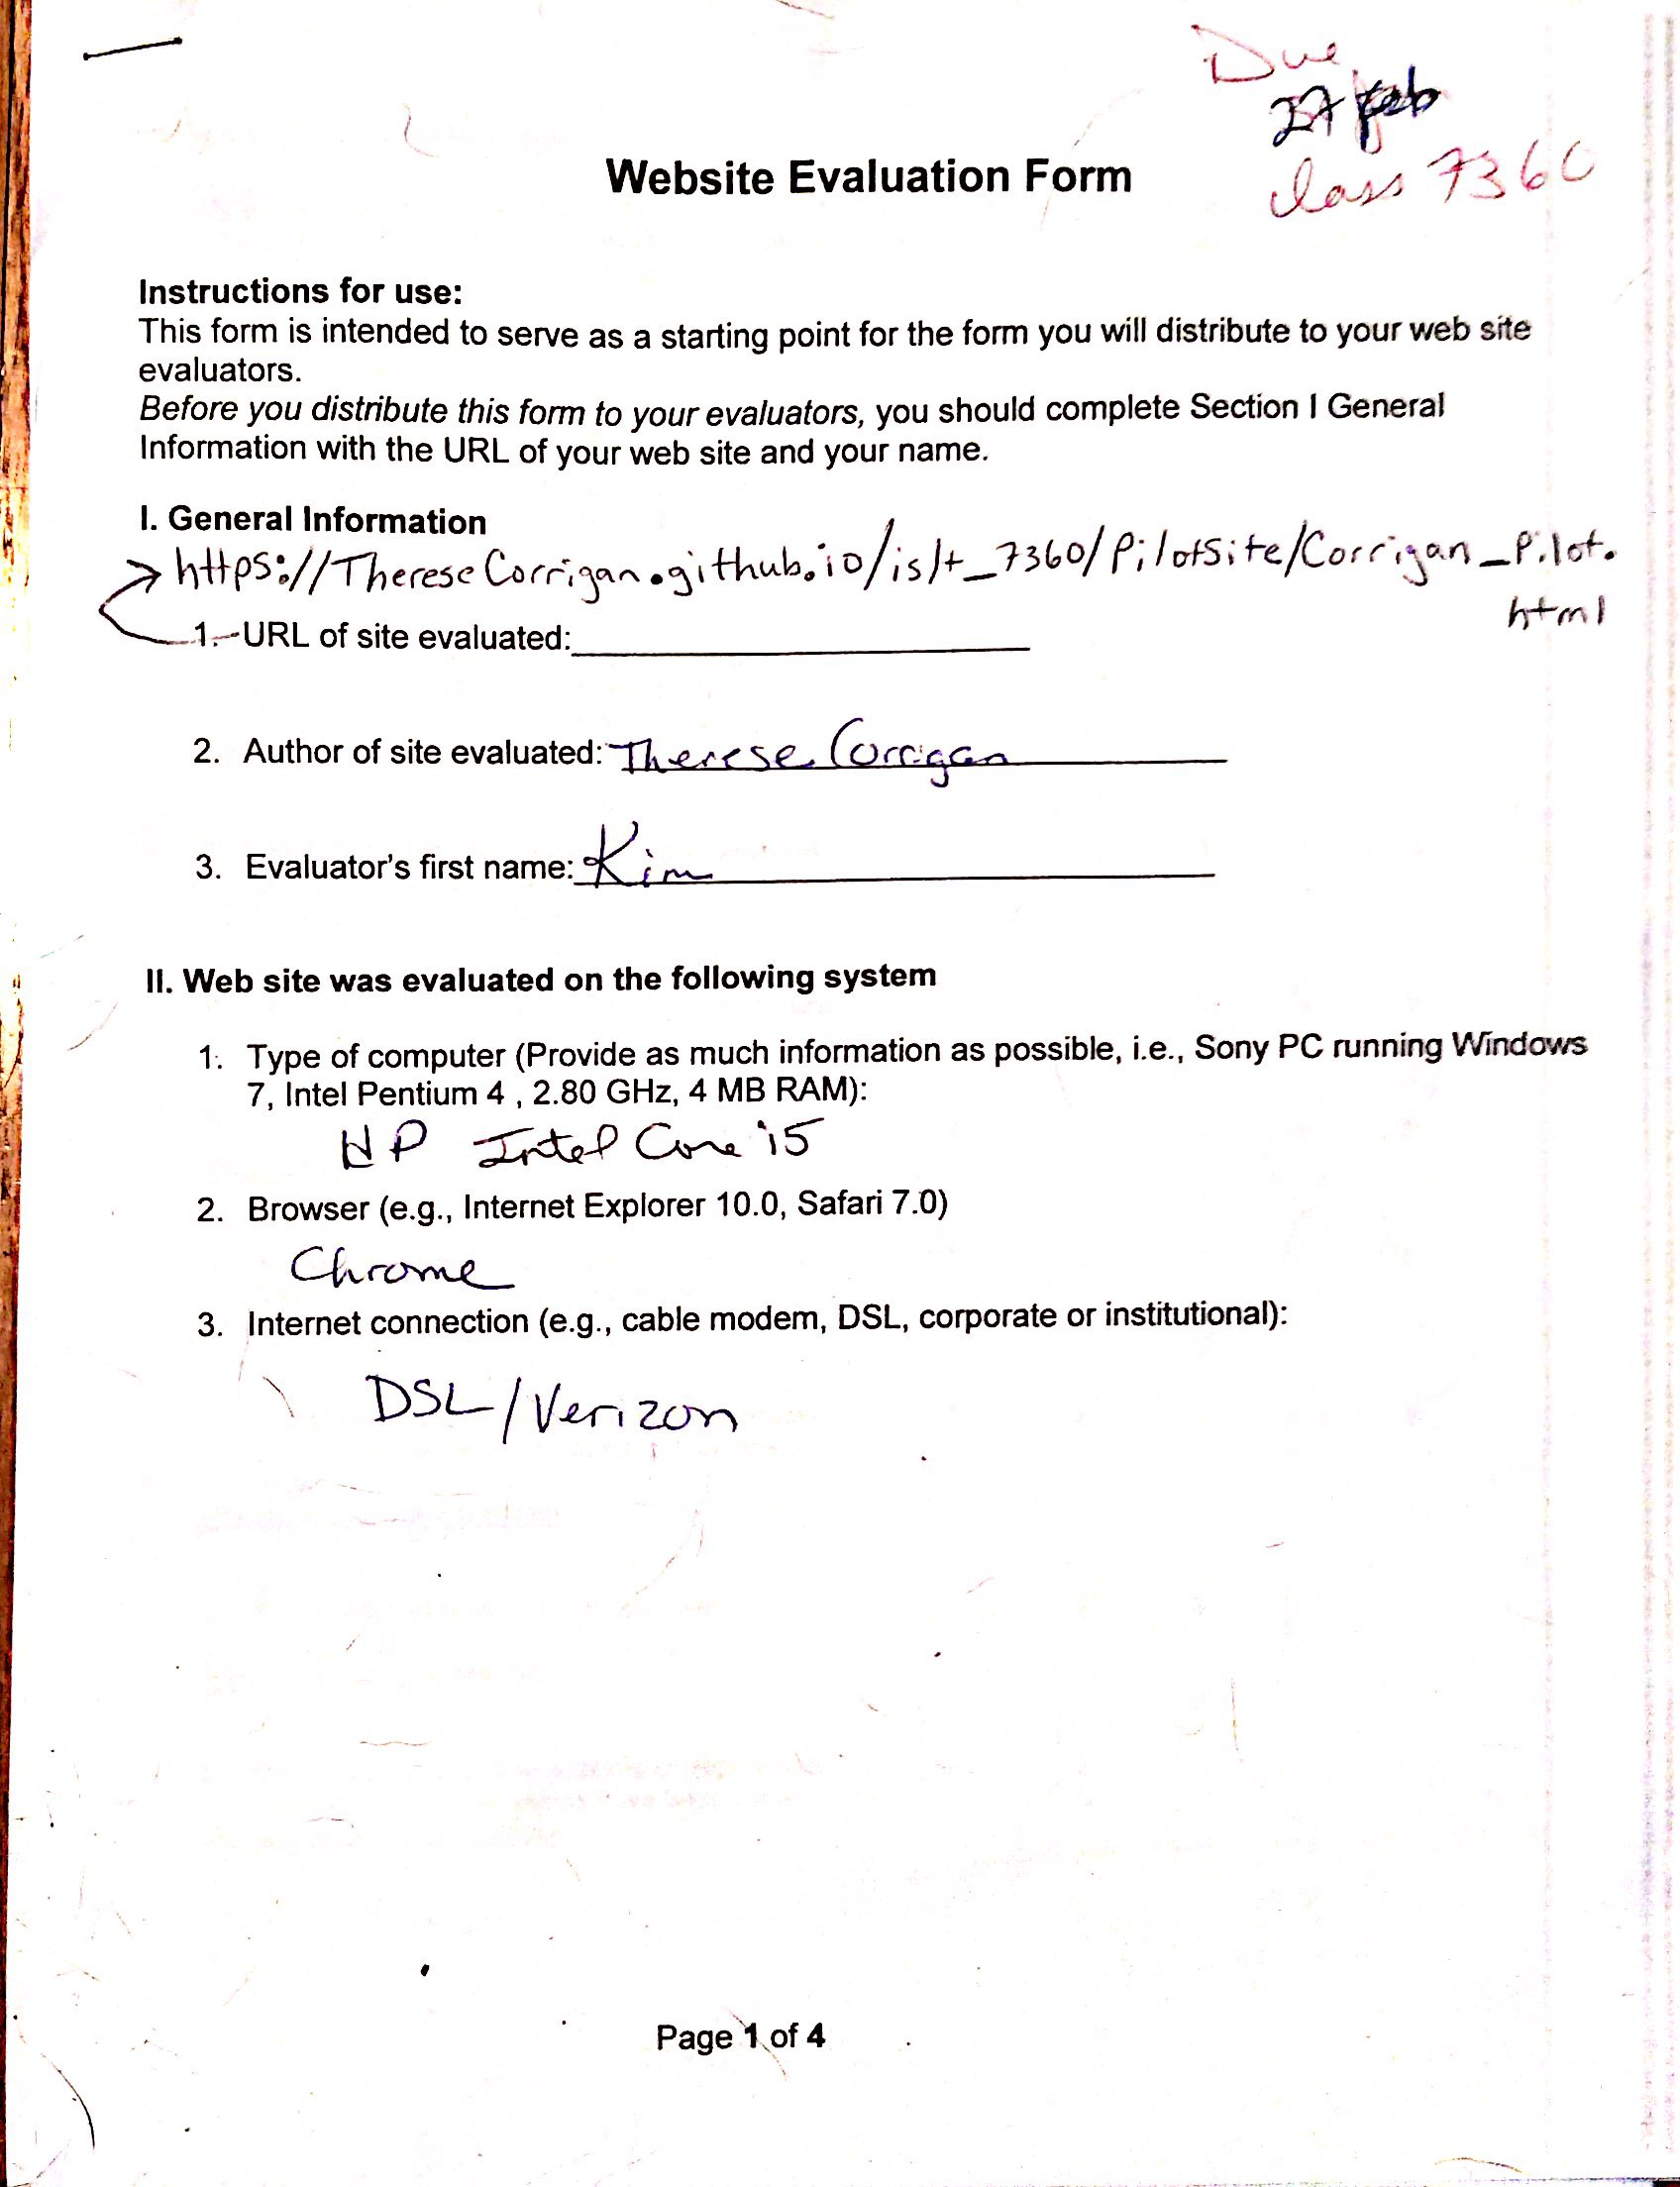 Due
27 feb
class 7360
Website Evaluation Form
Instructions for use:
This form is intended to serve as a starting point for the form you will distribute to your web site
evaluators.
Before you distribute this form to your evaluators, you should complete Section I General
Information with the URL of your web site and your name.
I. General Information
https://ThereseCorrigan.github.io/islt_7360/PilotSite/Corrigan_Pilot.
html
1. URL of site evaluated:
2. Author of site evaluated: Therese Corrigan
3. Evaluator's first name: Kim
II. Web site was evaluated on the following system
1. Type of computer (Provide as much information as possible, i.e., Sony PC running Windows
7, Intel Pentium 4 , 2.80 GHz, 4 MB RAM):
HP Intel Core i5
2. Browser (e.g., Internet Explorer 10.0, Safari 7.0)
Chrome
3. Internet connection (e.g., cable modem, DSL, corporate or institutional):
DSL/Verizon
Page 1 of 4